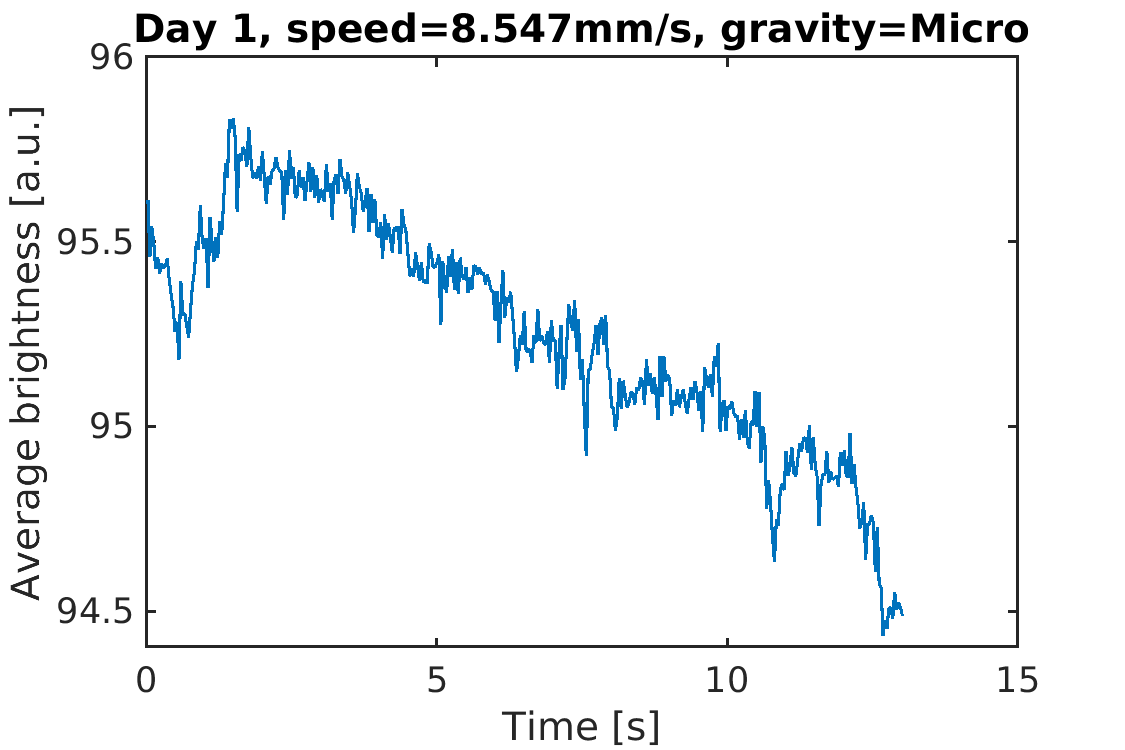 Day 1, speed=8.547mm/s, gravity=Micro
Average brightness [a.u.]
96
95.5
95
94.5
0 5 10 15
Time [s]